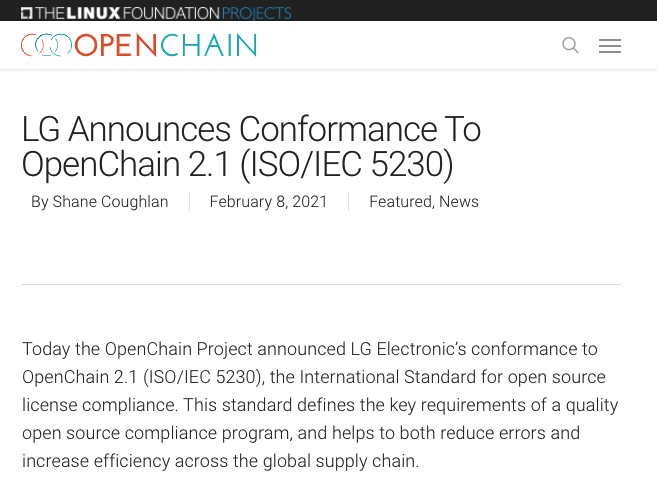 THE LINUX FOUNDATION PROJECTS
OPENCHAIN
LG Announces Conformance To
OpenChain 2.1 (ISO/IEC 5230)
By Shane Coughlan February 8, 2021 Featured, News
Today the OpenChain Project announced LG Electronic’s conformance to
OpenChain 2.1 (ISO/IEC 5230), the International Standard for open source
license compliance. This standard defines the key requirements of a quality
open source compliance program, and helps to both reduce errors and
increase efficiency across the global supply chain.